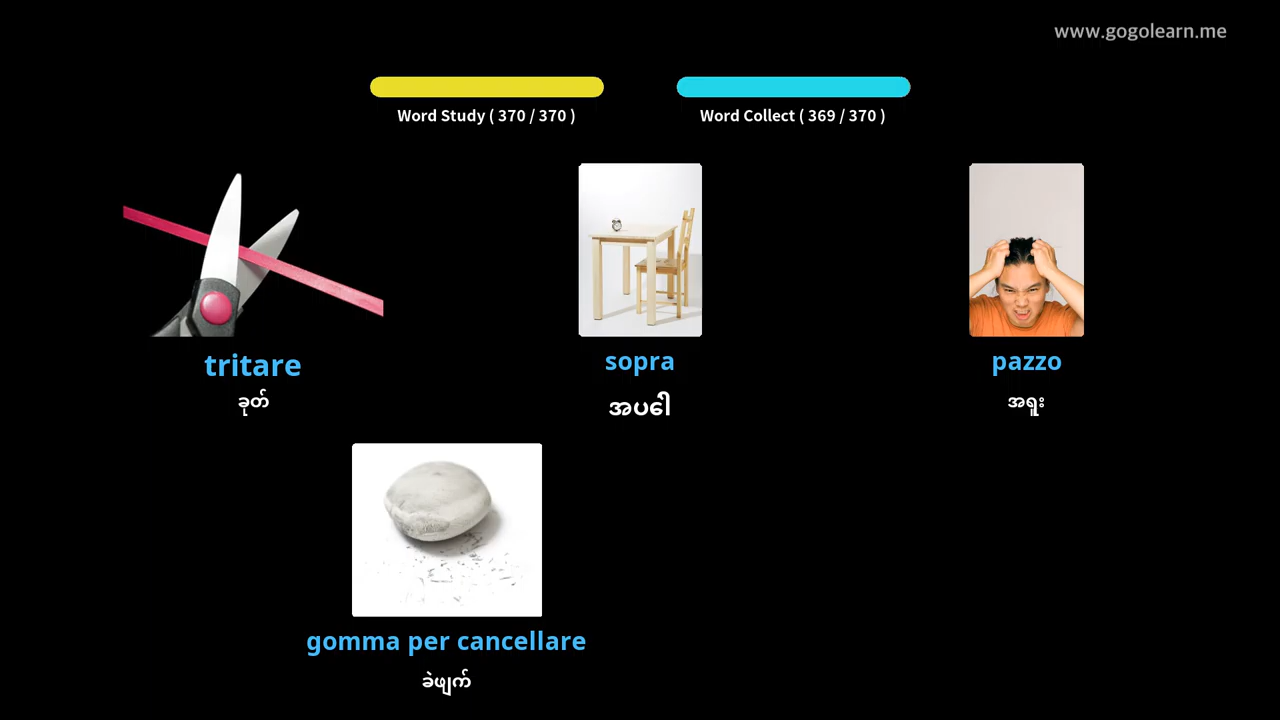 www.gogolearn.me
Word Study ( 370 / 370 )
Word Collect ( 369 / 370 )
tritare
sopra
pazzo
ခုတ်
အပေါ်
အရူး
gomma per cancellare
ခဲဖျက်